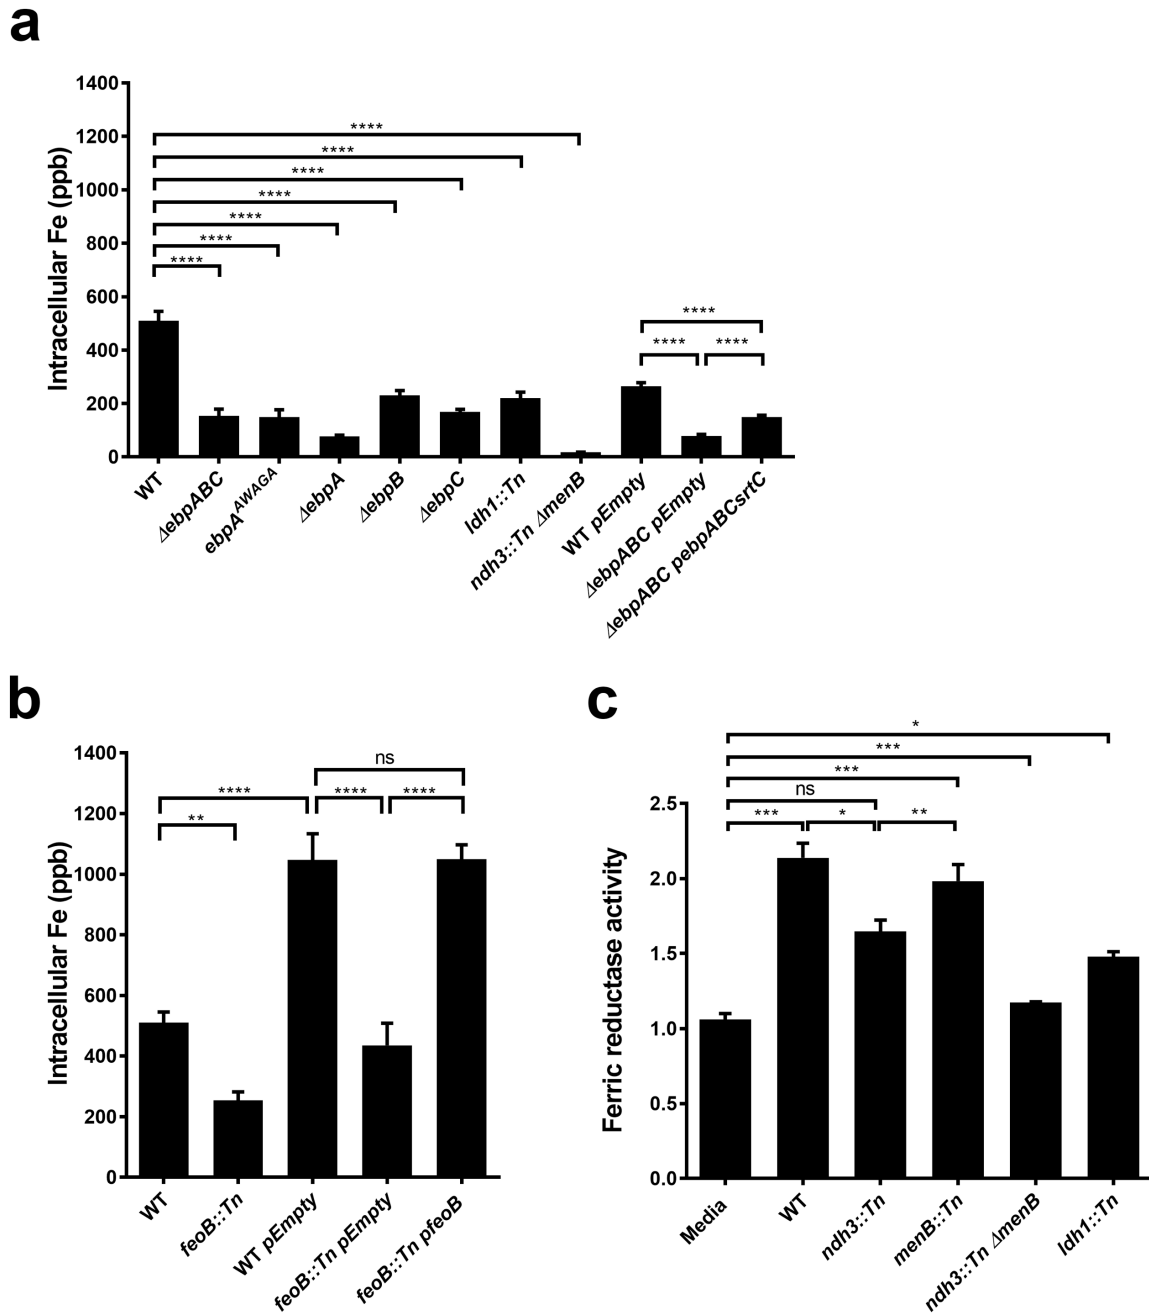 a
Intracellular Fe (ppb)
1400
1200
1000
800
600
400
200
0
****
****
****
****
****
****
****
****
**** ****
WT
ΔebpABC
ebpA^AWAGA
ΔebpA
ΔebpB
ΔebpC
ldh1::Tn
ndh3::Tn ΔmenB
WT pEmpty
ΔebpABC pEmpty
ΔebpABC pebpABCsrtC
b
Intracellular Fe (ppb)
1400
1200
1000
800
600
400
200
0
ns
**** **** ****
**
WT
feoB::Tn
WT pEmpty
feoB::Tn pEmpty
feoB::Tn pfeoB
c
Ferric reductase activity
2.5
2.0
1.5
1.0
0.5
0.0
*
***
***
ns
*** * **
Media
WT
ndh3::Tn
menB::Tn
ndh3::Tn ΔmenB
ldh1::Tn